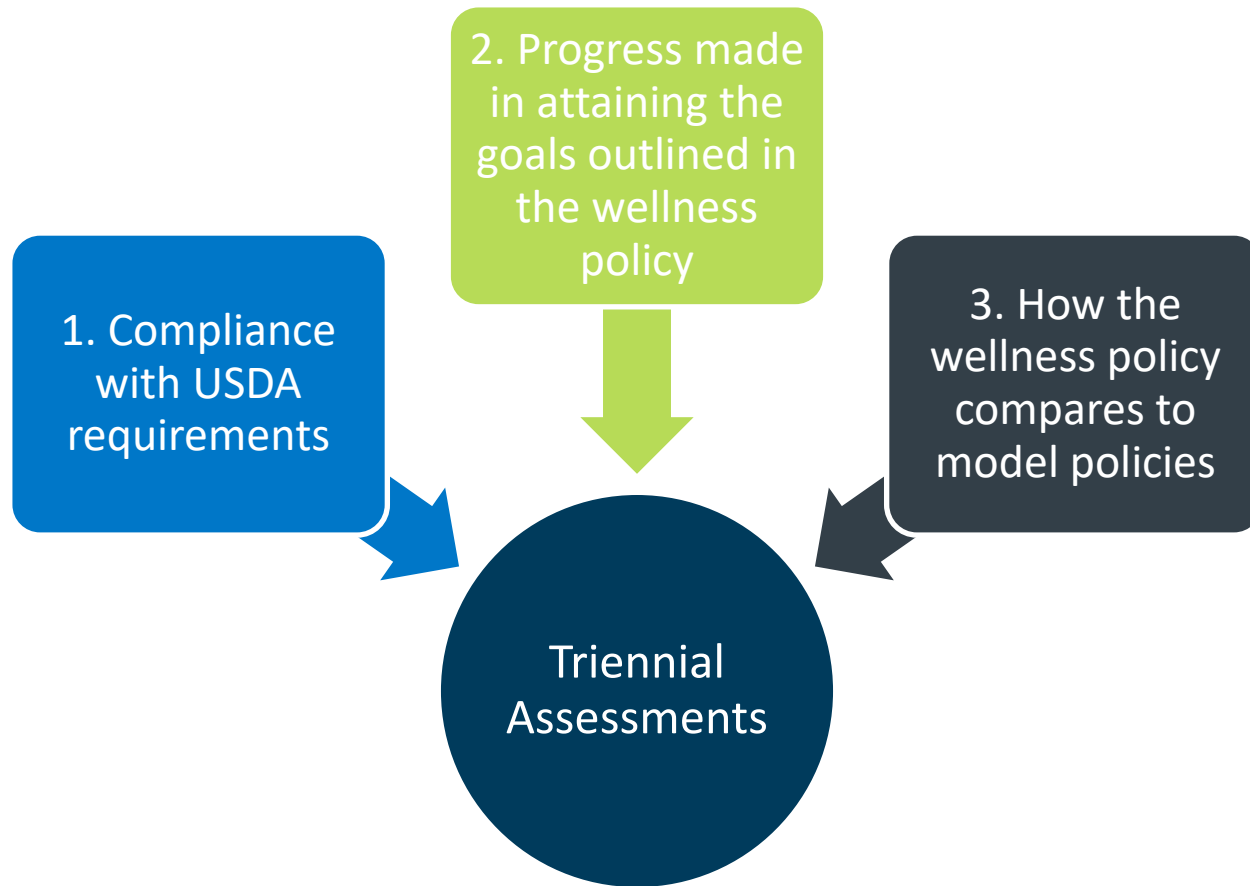 2. Progress made
in attaining the
goals outlined in
the wellness
policy
1. Compliance
with USDA
requirements
3. How the
wellness policy
compares to
model policies
Triennial
Assessments